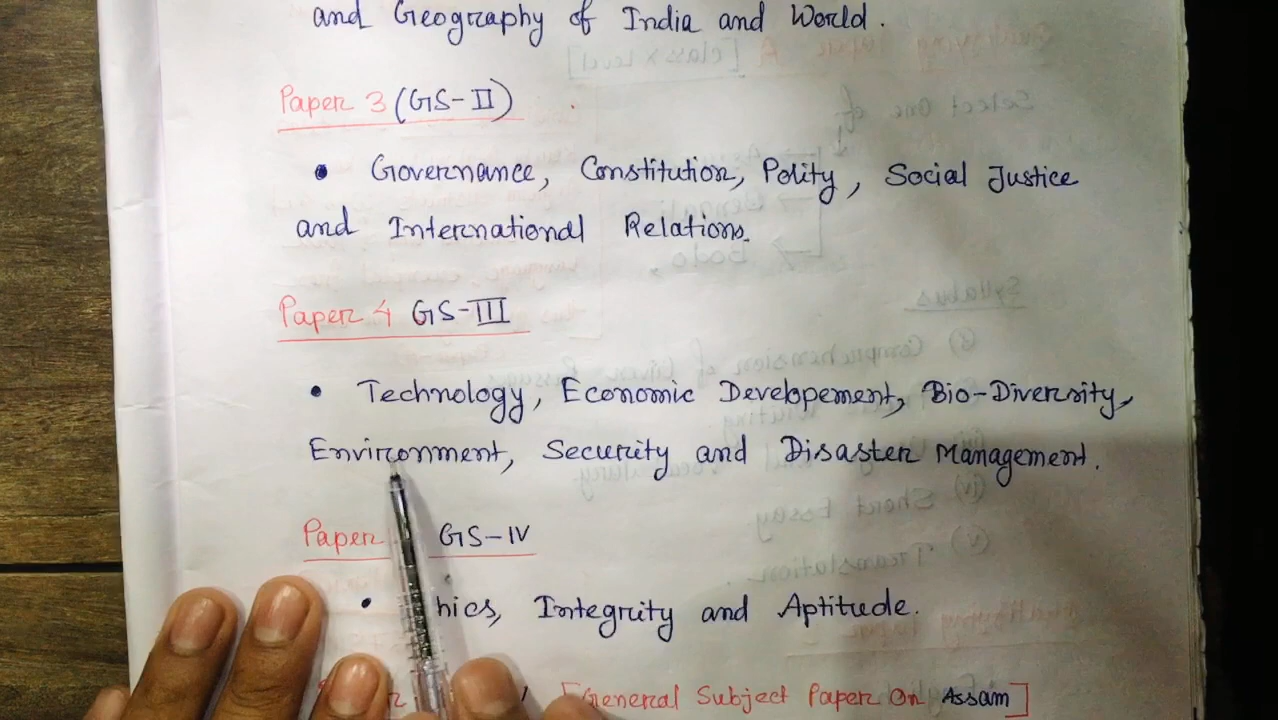 and Geography of India and World.
Paper 3 (GS-II)
• Governance, Constitution, Polity, Social Justice
and International Relations.
Paper 4 GS-III
• Technology, Economic Developement, Bio-Diversity,
Environment, Security and Disaster Management.
Paper GS-IV
• Integrity and Aptitude.
[General Subject Paper On Assam]